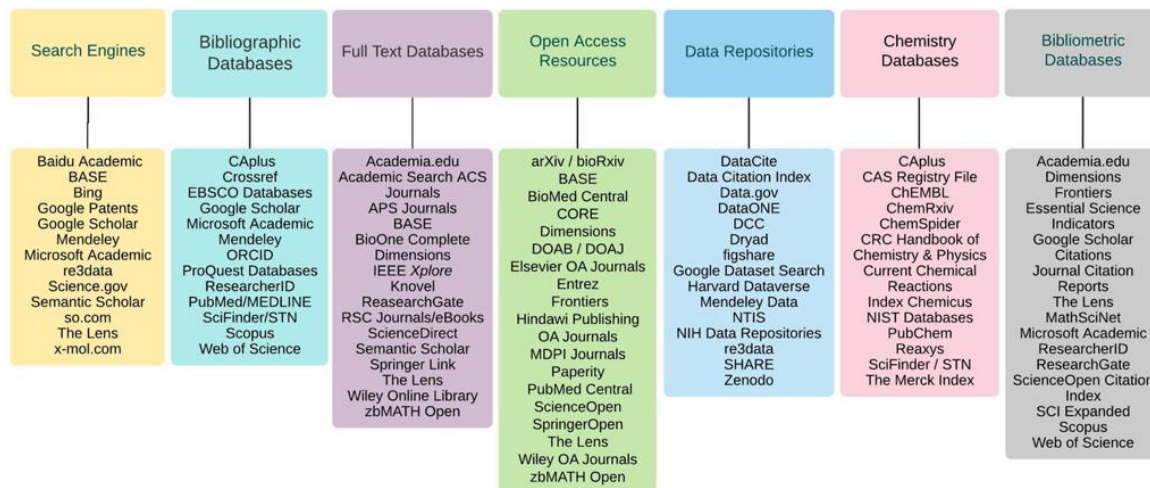 Search Engines
Bibliographic
Databases
Full Text Databases
Open Access
Resources
Data Repositories
Chemistry
Databases
Bibliometric
Databases
Baidu Academic
BASE
Bing
Google Patents
Google Scholar
Mendeley
Microsoft Academic
re3data
Science.gov
Semantic Scholar
so.com
The Lens
x-mol.com
CAplus
Crossref
EBSCO Databases
Google Scholar
Microsoft Academic
Mendeley
ORCID
ProQuest Databases
ResearcherID
PubMed/MEDLINE
SciFinder/STN
Scopus
Web of Science
Academia.edu
Academic Search ACS
Journals
APS Journals
BASE
BioOne Complete
Dimensions
IEEE Xplore
Knovel
ReasearchGate
RSC Journals/eBooks
ScienceDirect
Semantic Scholar
Springer Link
The Lens
Wiley Online Library
zbMATH Open
arXiv / bioRxiv
BASE
BioMed Central
CORE
Dimensions
DOAB / DOAJ
Elsevier OA Journals
Entrez
Frontiers
Hindawi Publishing
OA Journals
MDPI Journals
Paperity
PubMed Central
ScienceOpen
SpringerOpen
The Lens
Wiley OA Journals
zbMATH Open
DataCite
Data Citation Index
Data.gov
DataONE
DCC
Dryad
figshare
Google Dataset Search
Harvard Dataverse
Mendeley Data
NTIS
NIH Data Repositories
re3data
SHARE
Zenodo
CAplus
CAS Registry File
ChEMBL
ChemRxiv
ChemSpider
CRC Handbook of
Chemistry & Physics
Current Chemical
Reactions
Index Chemicus
NIST Databases
PubChem
Reaxys
SciFinder / STN
The Merck Index
Academia.edu
Dimensions
Frontiers
Essential Science
Indicators
Google Scholar
Citations
Journal Citation
Reports
The Lens
MathSciNet
Microsoft Academic
ResearcherID
ResearchGate
ScienceOpen Citation
Index
SCI Expanded
Scopus
Web of Science